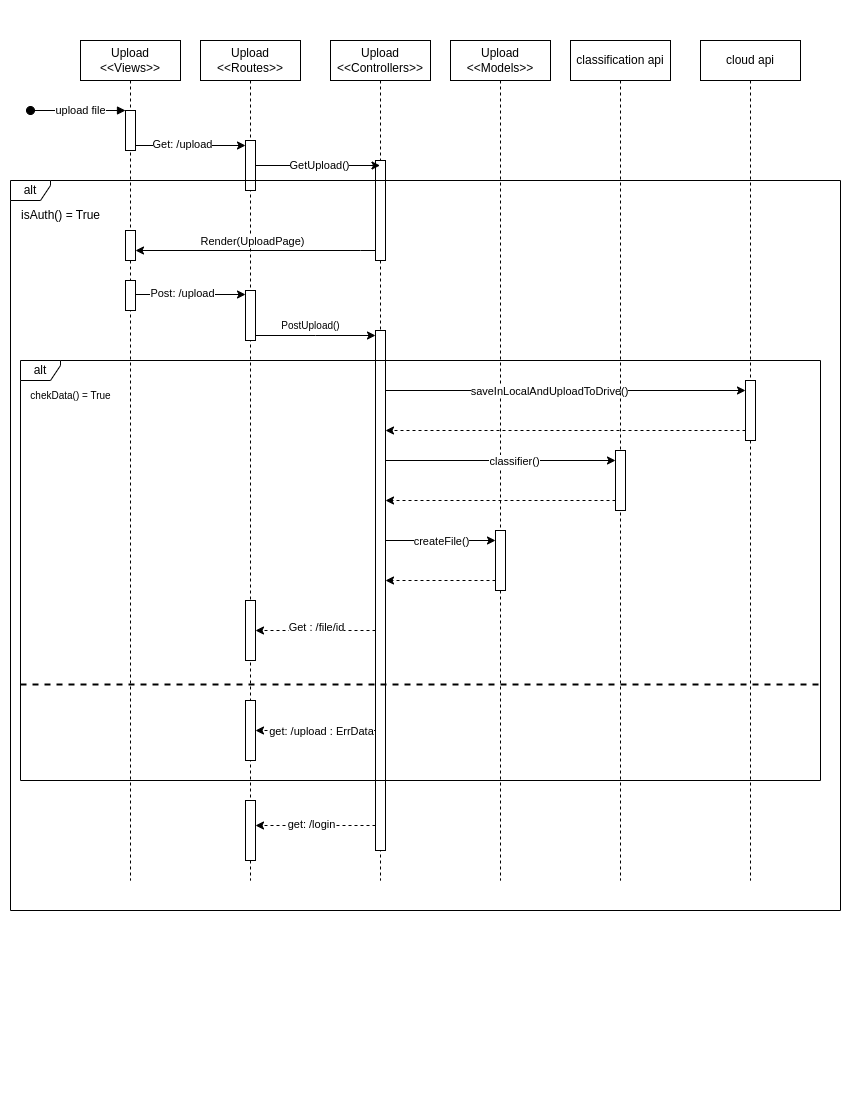 Upload
<<Views>>
Upload
<<Routes>>
Upload
<<Controllers>>
Upload
<<Models>>
classification api
cloud api
upload file
Get: /upload
GetUpload()
alt
isAuth() = True
Render(UploadPage)
Post: /upload
PostUpload()
alt
chekData() = True
saveInLocalAndUploadToDrive()
classifier()
createFile()
Get : /file/id
get: /upload : ErrData
get: /login